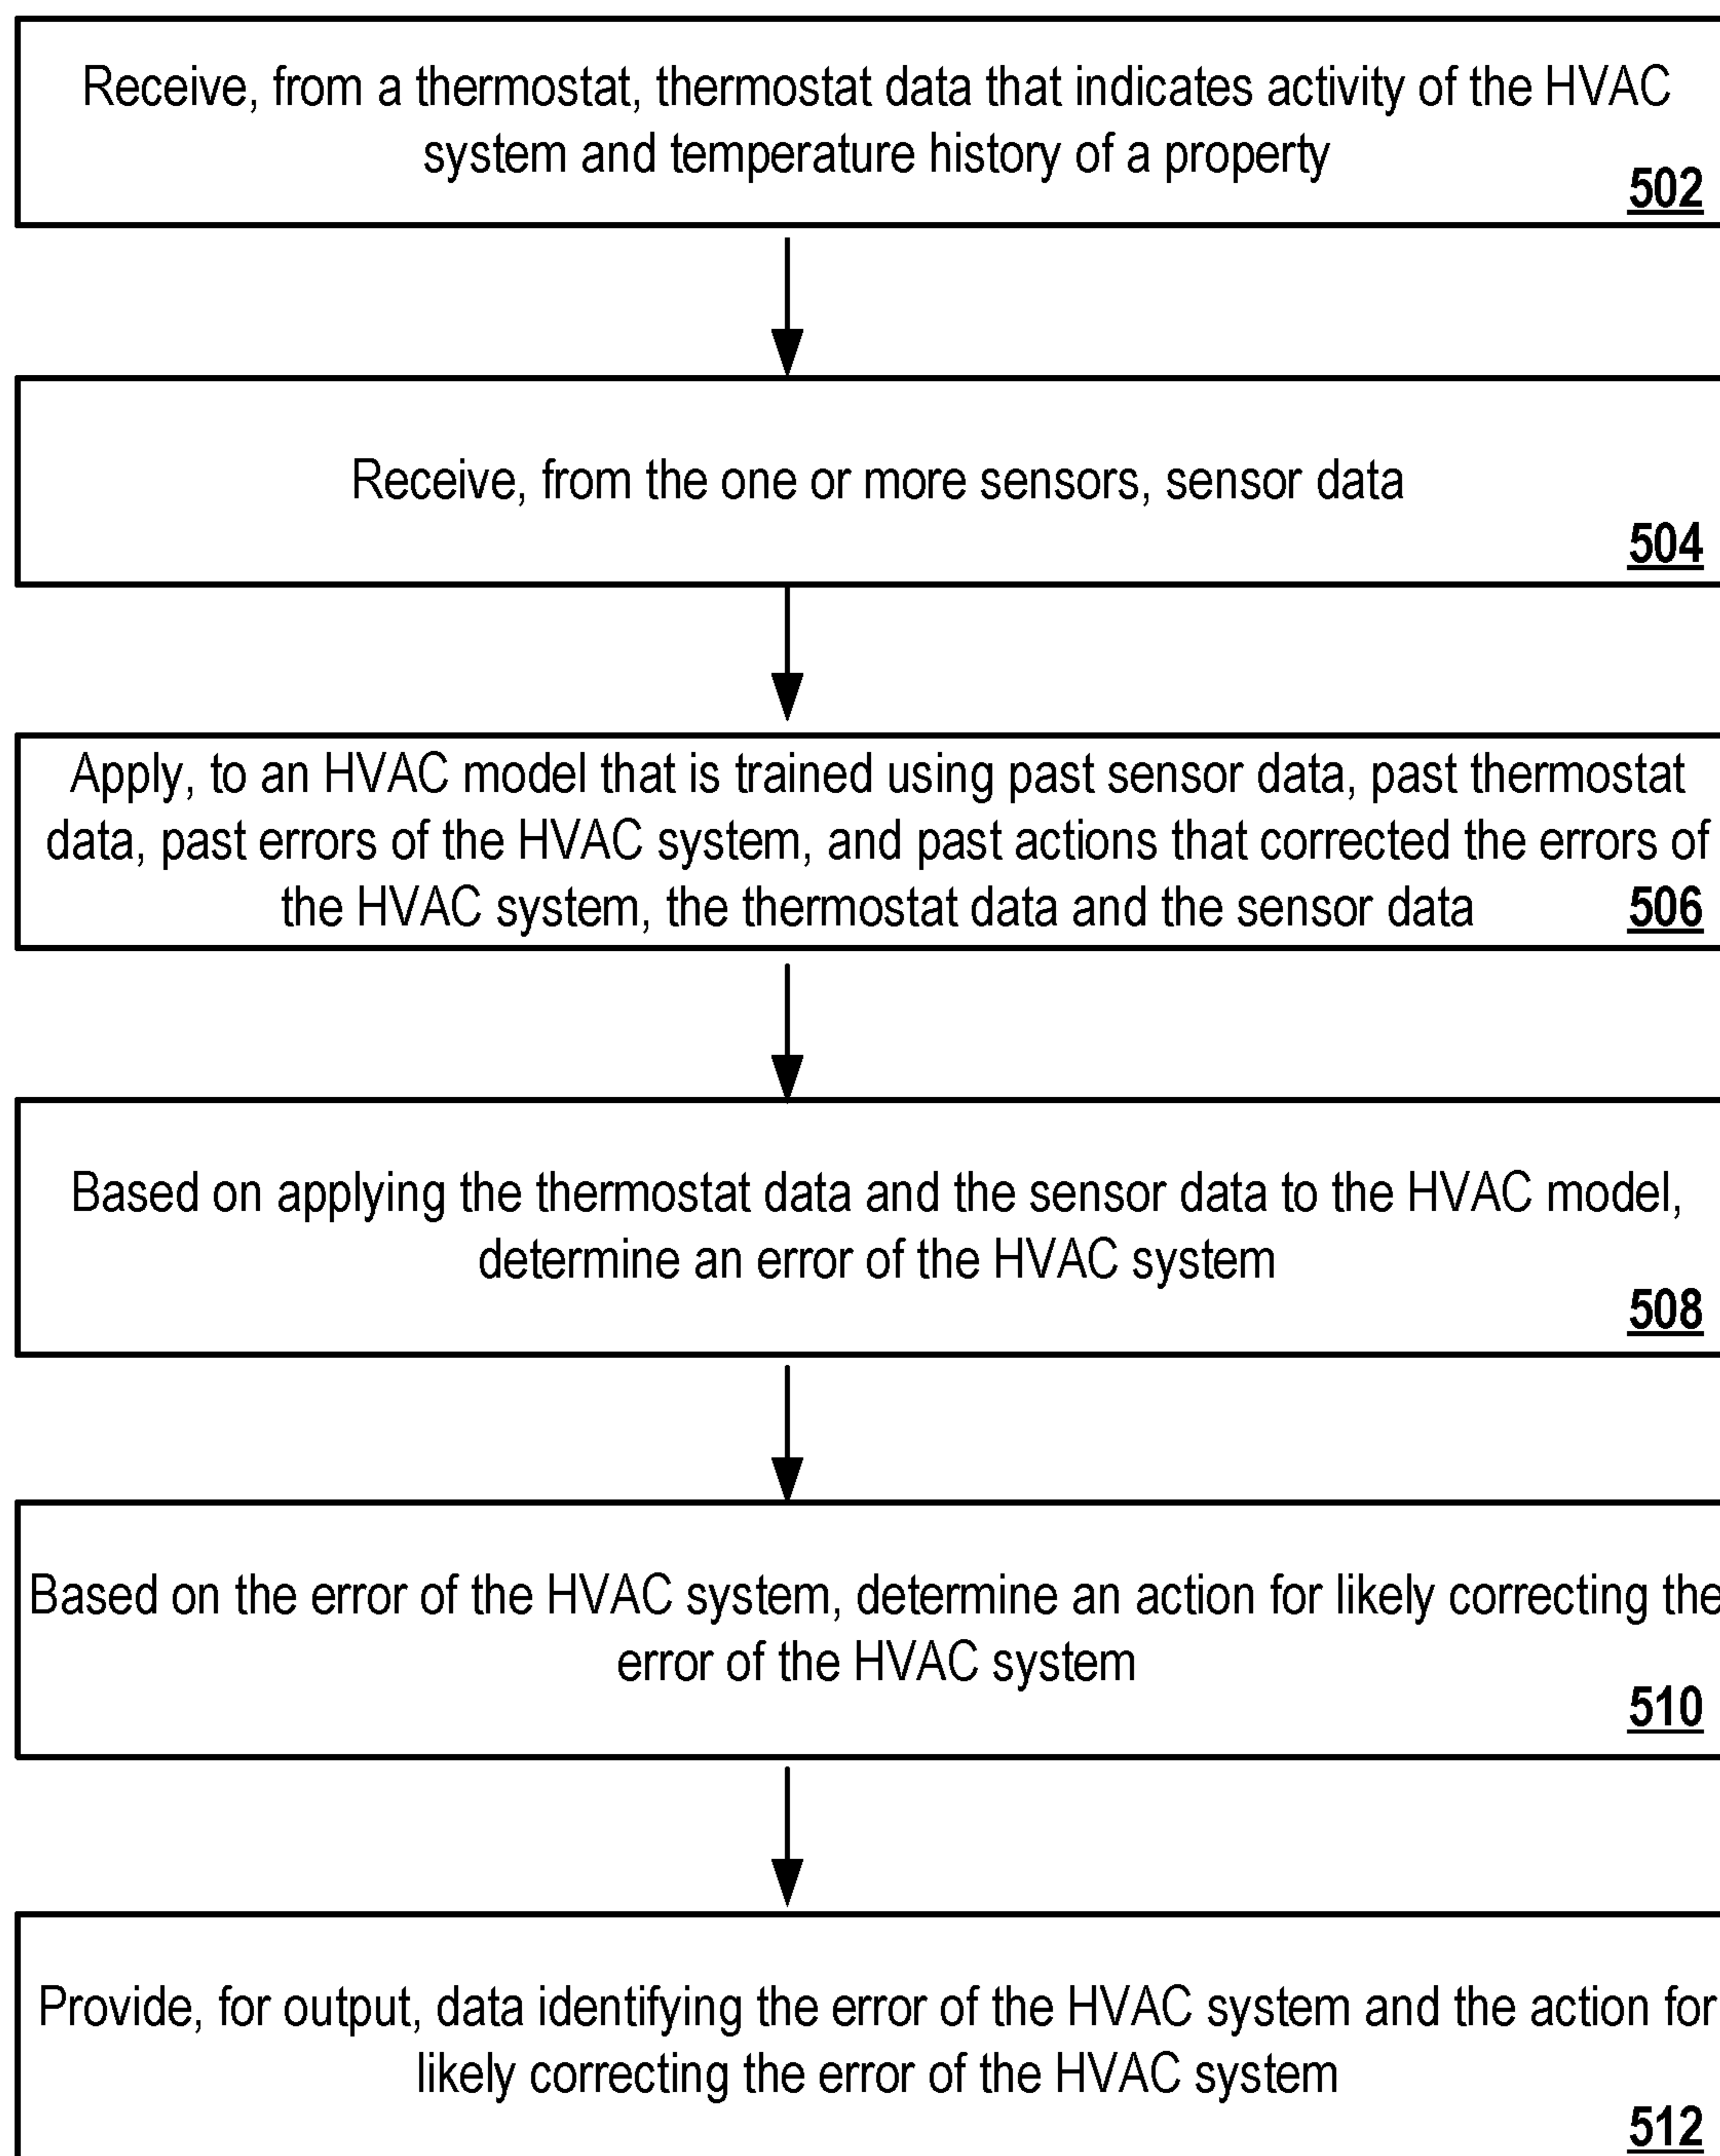 Receive, from a thermostat, thermostat data that indicates activity of the HVAC
system and temperature history of a property
502
Receive, from the one or more sensors, sensor data
504
Apply, to an HVAC model that is trained using past sensor data, past thermostat
data, past errors of the HVAC system, and past actions that corrected the errors of
the HVAC system, the thermostat data and the sensor data
506
Based on applying the thermostat data and the sensor data to the HVAC model,
determine an error of the HVAC system
508
Based on the error of the HVAC system, determine an action for likely correcting the
error of the HVAC system
510
Provide, for output, data identifying the error of the HVAC system and the action for
likely correcting the error of the HVAC system
512